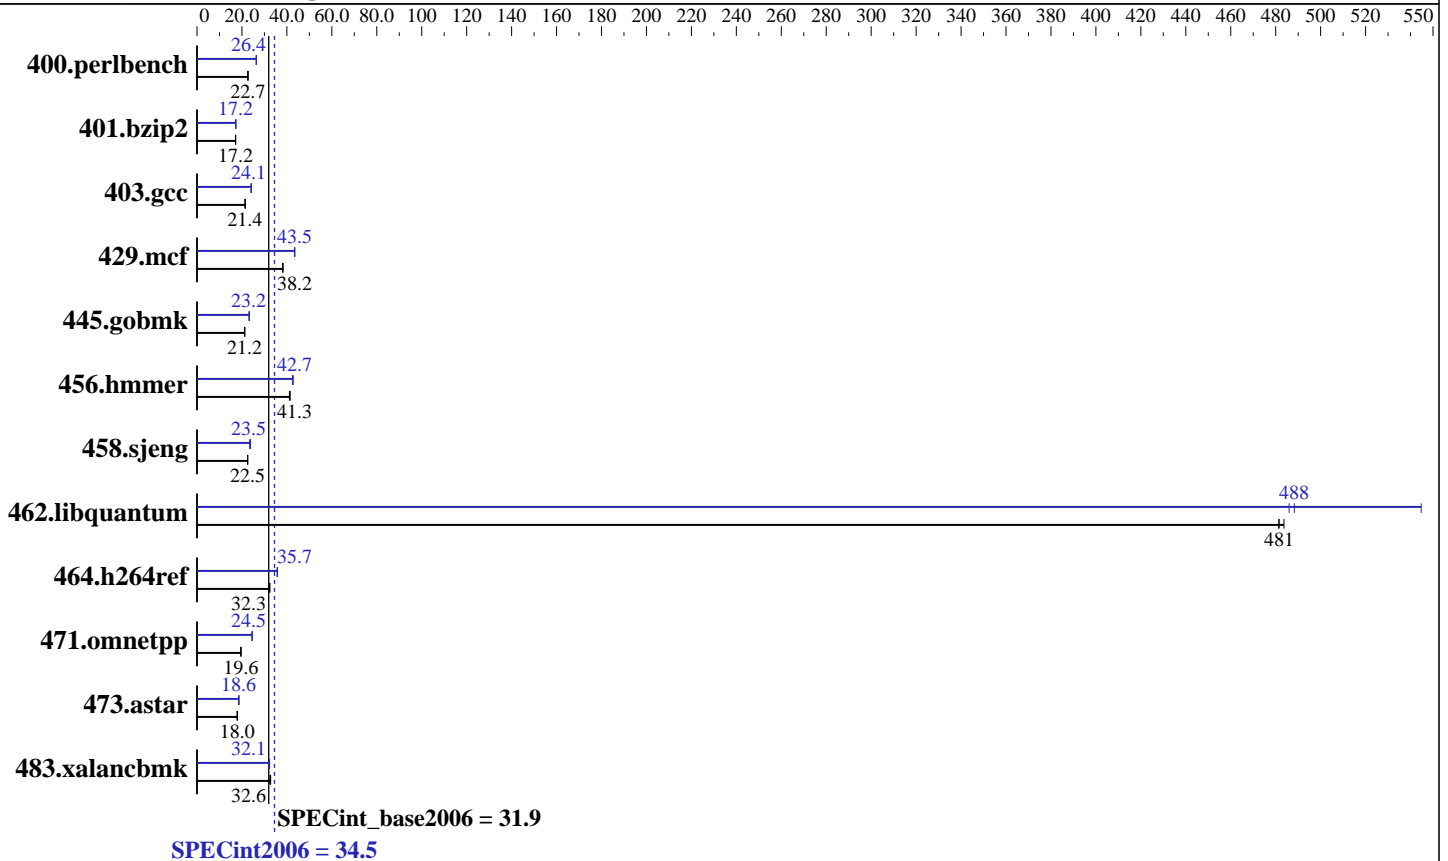 0 20.0 40.0 60.0 80.0 100 120 140 160 180 200 220 240 260 280 300 320 340 360 380 400 420 440 460 480 500 520 550
26.4
400.perlbench
22.7
17.2
401.bzip2
17.2
24.1
403.gcc
21.4
43.5
429.mcf
38.2
23.2
445.gobmk
21.2
42.7
456.hmmer
41.3
23.5
458.sjeng
22.5
488
462.libquantum
481
35.7
464.h264ref
32.3
24.5
471.omnetpp
19.6
18.6
473.astar
18.0
32.1
483.xalancbmk
32.6
SPECint_base2006 = 31.9
SPECint2006 = 34.5